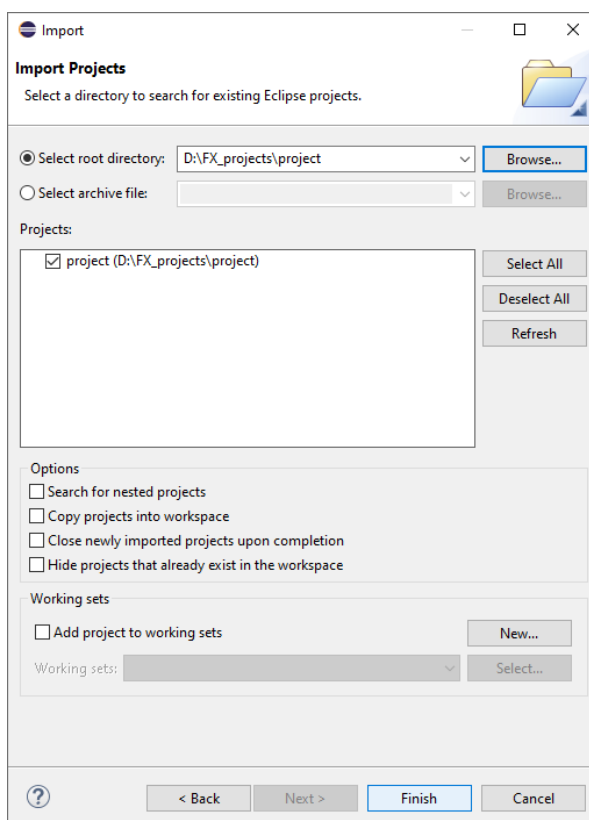 Import
Import Projects
Select a directory to search for existing Eclipse projects.
Select root directory: D:\FX_projects\project Browse...
Select archive file: Browse...
Projects:
project (D:\FX_projects\project)
Select All
Deselect All
Refresh
Options
Search for nested projects
Copy projects into workspace
Close newly imported projects upon completion
Hide projects that already exist in the workspace
Working sets
Add project to working sets New...
Working sets: Select...
? < Back Next > Finish Cancel